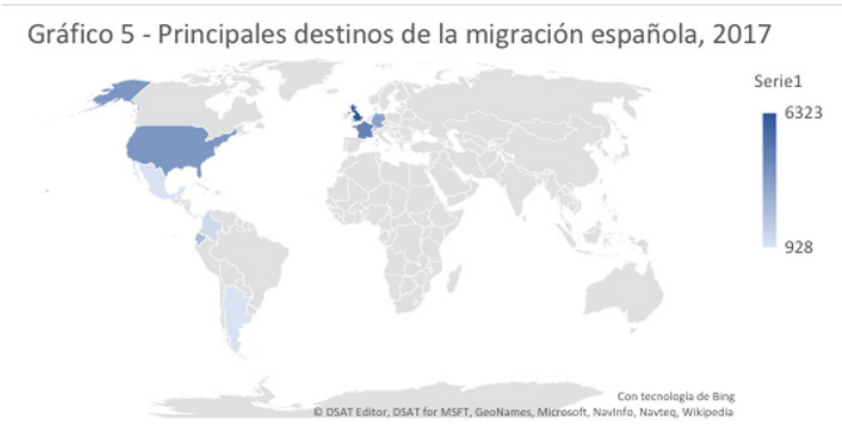 Gráfico 5 - Principales destinos de la migración española, 2017
Serie1
6323
928
Con tecnología de Bing
© DSAT Editor, DSAT for MSFT, GeoNames, Microsoft, NavInfo, Navteq, Wikipedia